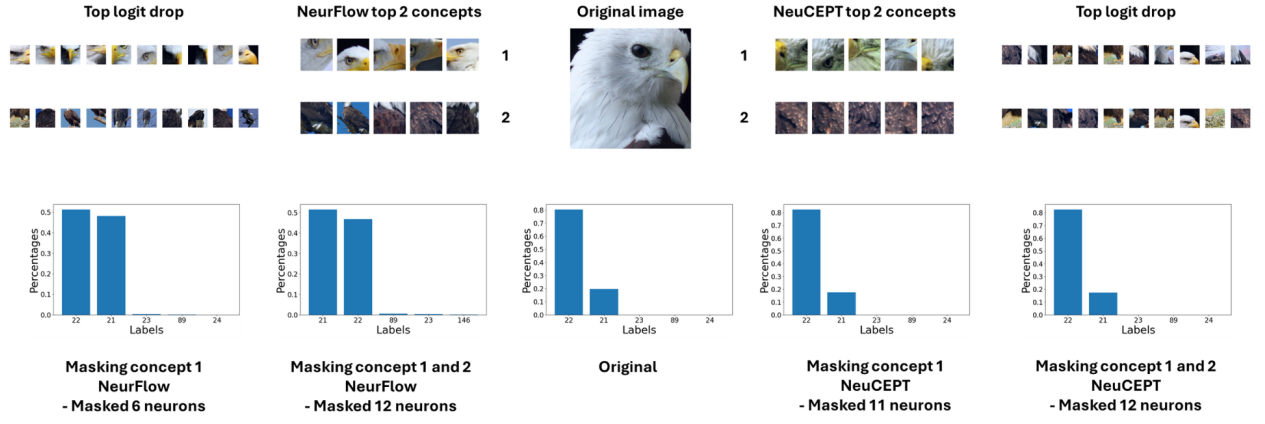 Top logit drop
NeurFlow top 2 concepts
Original image
NeuCEPT top 2 concepts
Top logit drop
1
1
2
2
Percentages
0.5
0.4
0.3
0.2
0.1
0.0
22 21 23 89 24
Labels
Percentages
0.5
0.4
0.3
0.2
0.1
0.0
21 22 89 23 146
Labels
Percentages
0.8
0.7
0.6
0.5
0.4
0.3
0.2
0.1
0.0
22 21 23 89 24
Labels
Percentages
0.8
0.7
0.6
0.5
0.4
0.3
0.2
0.1
0.0
22 21 23 89 24
Labels
Percentages
0.8
0.7
0.6
0.5
0.4
0.3
0.2
0.1
0.0
22 21 23 89 24
Labels
Masking concept 1
NeurFlow
- Masked 6 neurons
Masking concept 1 and 2
NeurFlow
- Masked 12 neurons
Original
Masking concept 1
NeuCEPT
- Masked 11 neurons
Masking concept 1 and 2
NeuCEPT
- Masked 12 neurons